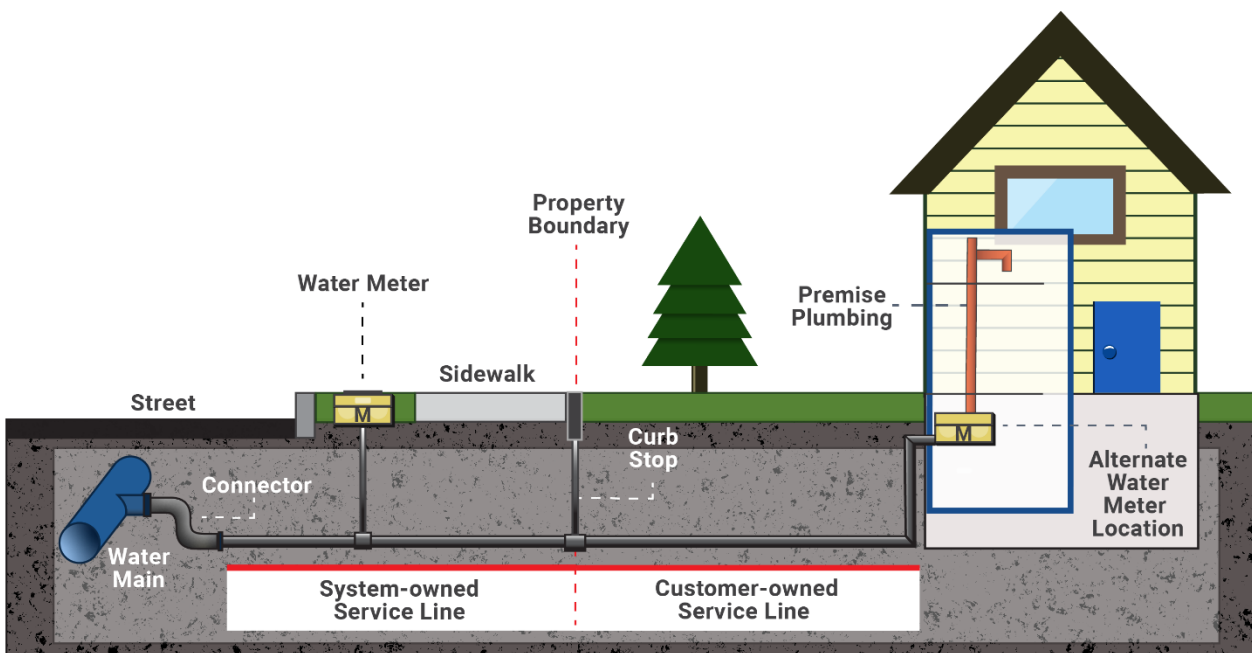 Property
Boundary
Water Meter
Premise
Plumbing
Sidewalk
Street
M
M
Curb
Stop
Connector
Alternate
Water
Meter
Location
Water
Main
System-owned
Service Line
Customer-owned
Service Line